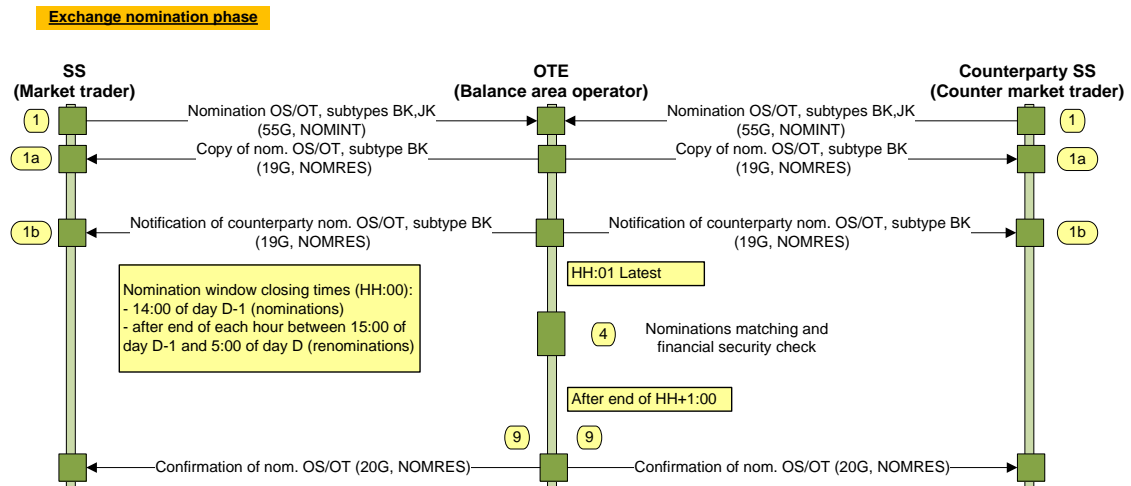 Exchange nomination phase
SS
(Market trader)
OTE
(Balance area operator)
Counterparty SS
(Counter market trader)
1
Nomination OS/OT, subtypes BK,JK
(55G, NOMINT)
Nomination OS/OT, subtypes BK,JK
(55G, NOMINT)
1
1a
Copy of nom. OS/OT, subtype BK
(19G, NOMRES)
Copy of nom. OS/OT, subtype BK
(19G, NOMRES)
1a
1b
Notification of counterparty nom. OS/OT, subtype BK
(19G, NOMRES)
Notification of counterparty nom. OS/OT, subtype BK
(19G, NOMRES)
1b
HH:01 Latest
Nomination window closing times (HH:00):
- 14:00 of day D-1 (nominations)
- after end of each hour between 15:00 of
day D-1 and 5:00 of day D (renominations)
4
Nominations matching and
financial security check
After end of HH+1:00
9
9
Confirmation of nom. OS/OT (20G, NOMRES)
Confirmation of nom. OS/OT (20G, NOMRES)